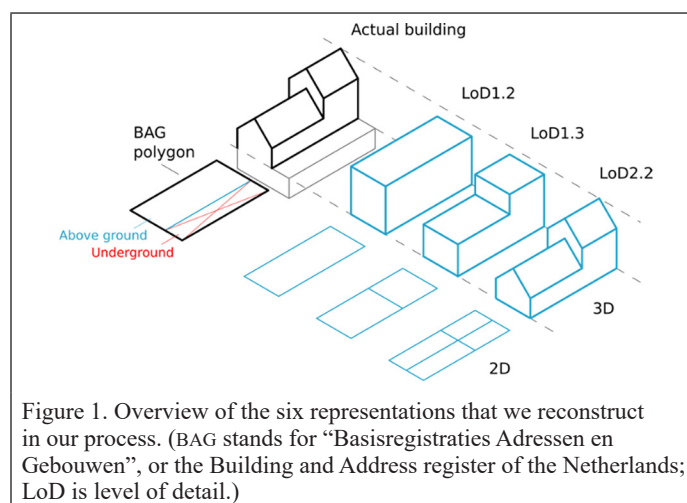 Actual building
LoD1.2
LoD1.3
LoD2.2
BAG
polygon
Above ground
Underground
3D
2D
Figure 1. Overview of the six representations that we reconstruct
in our process. (BAG stands for “Basisregistraties Adressen en
Gebouwen”, or the Building and Address register of the Netherlands;
LoD is level of detail.)